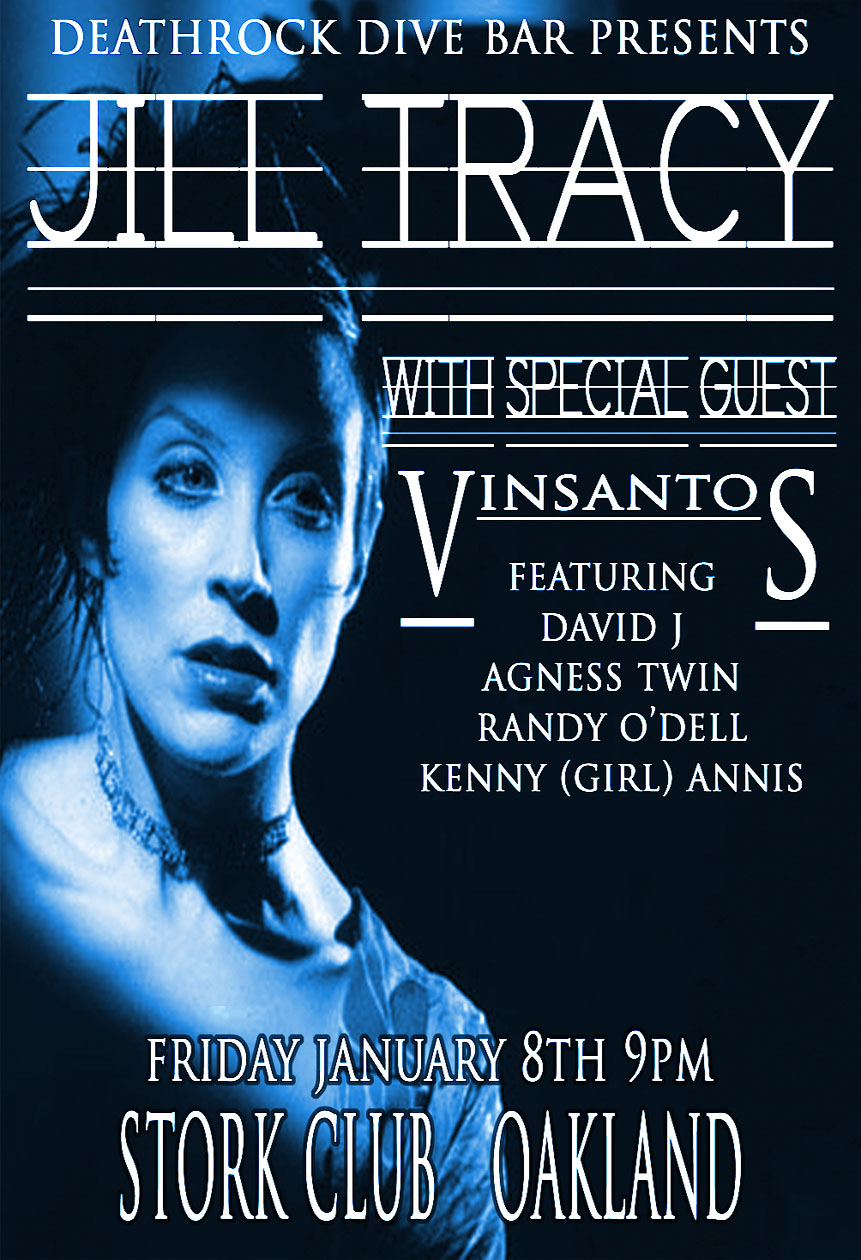 DEATHROCK DIVE BAR PRESENTS
JILL TRACY
WITH SPECIAL GUEST
VINSANTOS
FEATURING
DAVID J
AGNESS TWIN
RANDY O'DELL
KENNY (GIRL) ANNIS
FRIDAY JANUARY 8TH 9PM
STORK CLUB OAKLAND